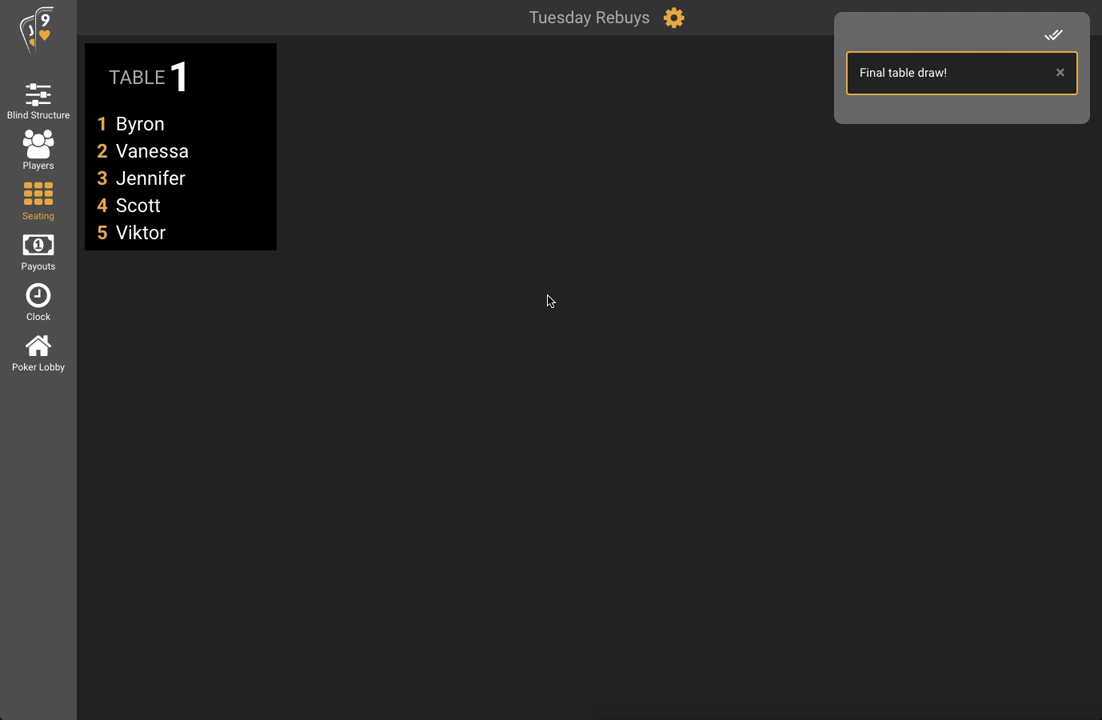 J 9
Tuesday Rebuys
Final table draw! ×
Blind Structure
Players
Seating
1
Payouts
Clock
Poker Lobby
TABLE 1
1 Byron
2 Vanessa
3 Jennifer
4 Scott
5 Viktor